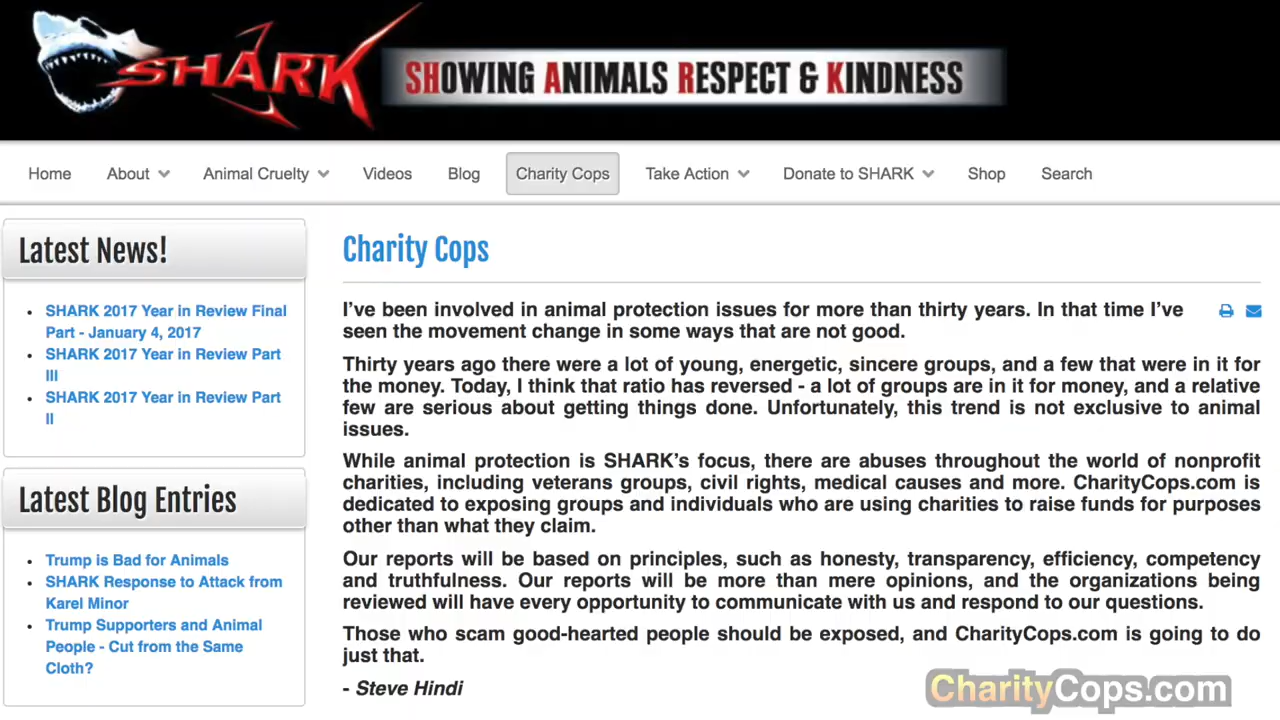 SHARK SHOWING ANIMALS RESPECT & KINDNESS
Home About Animal Cruelty Videos Blog Charity Cops Take Action Donate to SHARK Shop Search
Latest News!
SHARK 2017 Year in Review Final
Part - January 4, 2017
SHARK 2017 Year in Review Part
III
SHARK 2017 Year in Review Part
II
Latest Blog Entries
Trump is Bad for Animals
SHARK Response to Attack from
Karel Minor
Trump Supporters and Animal
People - Cut from the Same
Cloth?
Charity Cops
I’ve been involved in animal protection issues for more than thirty years. In that time I’ve
seen the movement change in some ways that are not good.
Thirty years ago there were a lot of young, energetic, sincere groups, and a few that were in it for
the money. Today, I think that ratio has reversed - a lot of groups are in it for money, and a relative
few are serious about getting things done. Unfortunately, this trend is not exclusive to animal
issues.
While animal protection is SHARK’s focus, there are abuses throughout the world of nonprofit
charities, including veterans groups, civil rights, medical causes and more. CharityCops.com is
dedicated to exposing groups and individuals who are using charities to raise funds for purposes
other than what they claim.
Our reports will be based on principles, such as honesty, transparency, efficiency, competency
and truthfulness. Our reports will be more than mere opinions, and the organizations being
reviewed will have every opportunity to communicate with us and respond to our questions.
Those who scam good-hearted people should be exposed, and CharityCops.com is going to do
just that.
- Steve Hindi
CharityCops.com